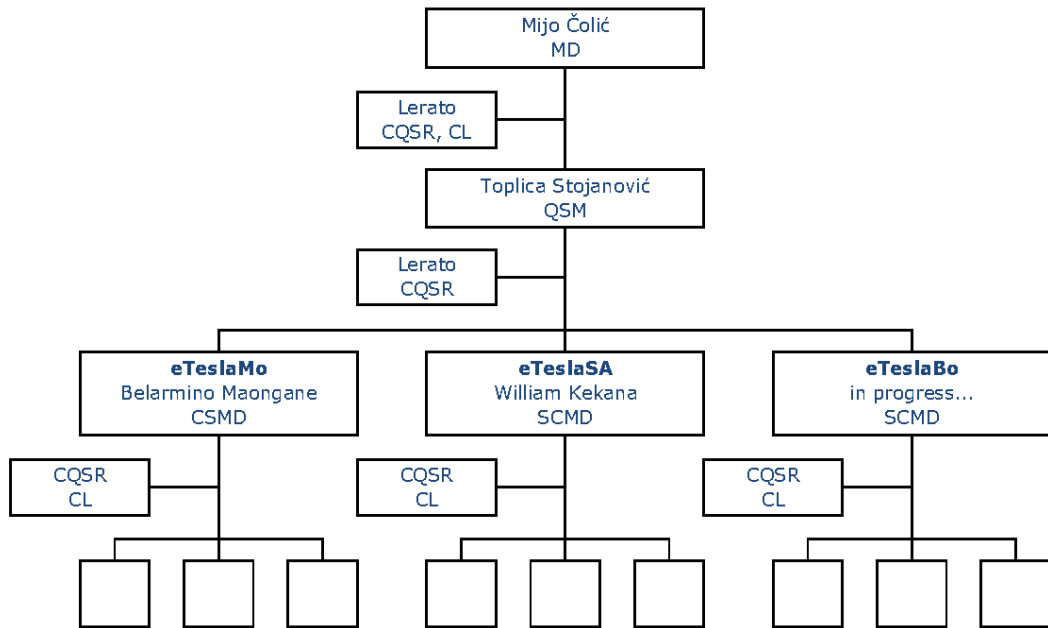 Mijo Čolić
MD
Lerato
CQSR, CL
Toplica Stojanović
QSM
Lerato
CQSR
eTeslaMo
Belarmino Maongane
CSMD
eTeslaSA
William Kekana
SCMD
eTeslaBo
in progress...
SCMD
CQSR
CL
CQSR
CL
CQSR
CL